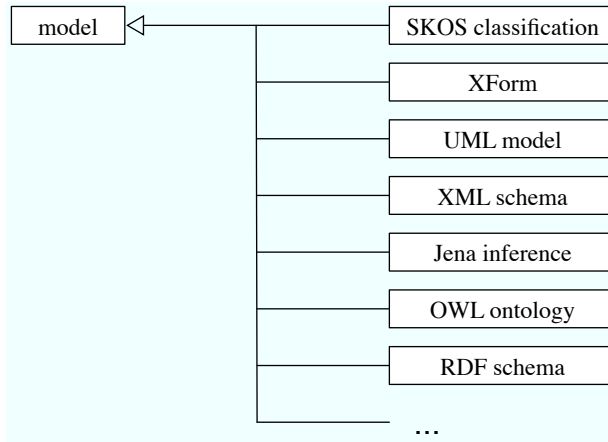 model
SKOS classification
XForm
UML model
XML schema
Jena inference
OWL ontology
RDF schema
...